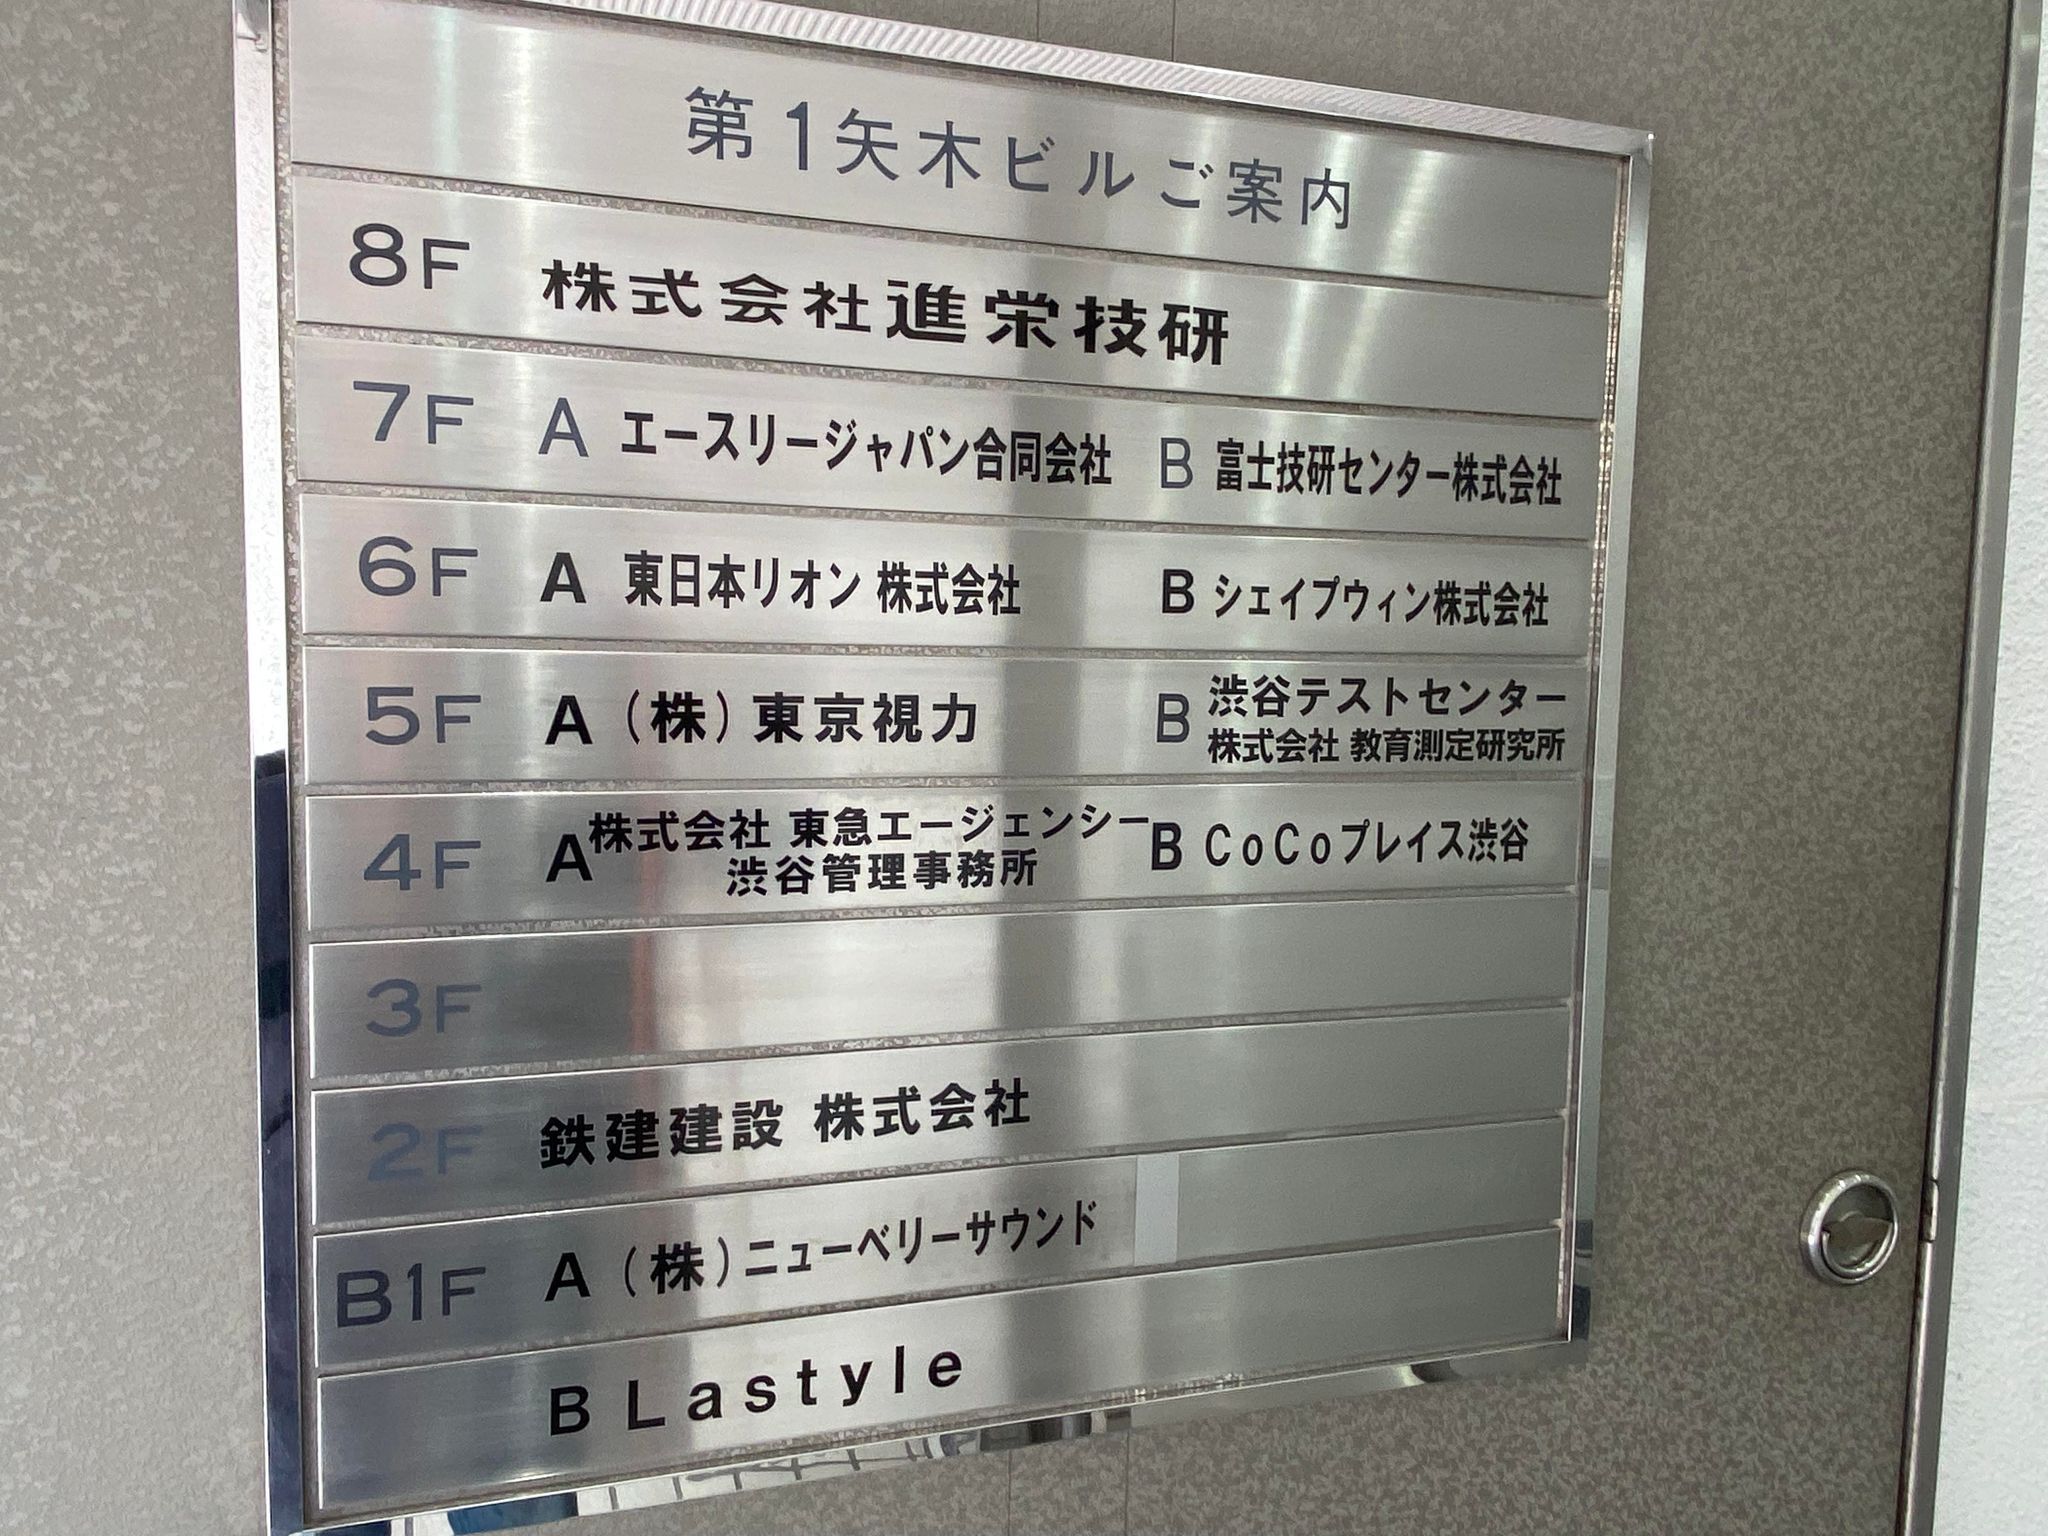 第1矢木ビルご案内
8F 株式会社進栄技研
7F A エースリージャパン合同会社 B 富士技研センター株式会社
6F A 東日本リオン 株式会社 B シェイプウィン株式会社
5F A (株)東京視力 B 渋谷テストセンター
株式会社 教育測定研究所
4F A 株式会社 東急エージェンシー B CoCoプレイス渋谷
渋谷管理事務所
3F
2F 鉄建建設 株式会社
B1F A (株)ニューベリーサウンド
B Lastyle